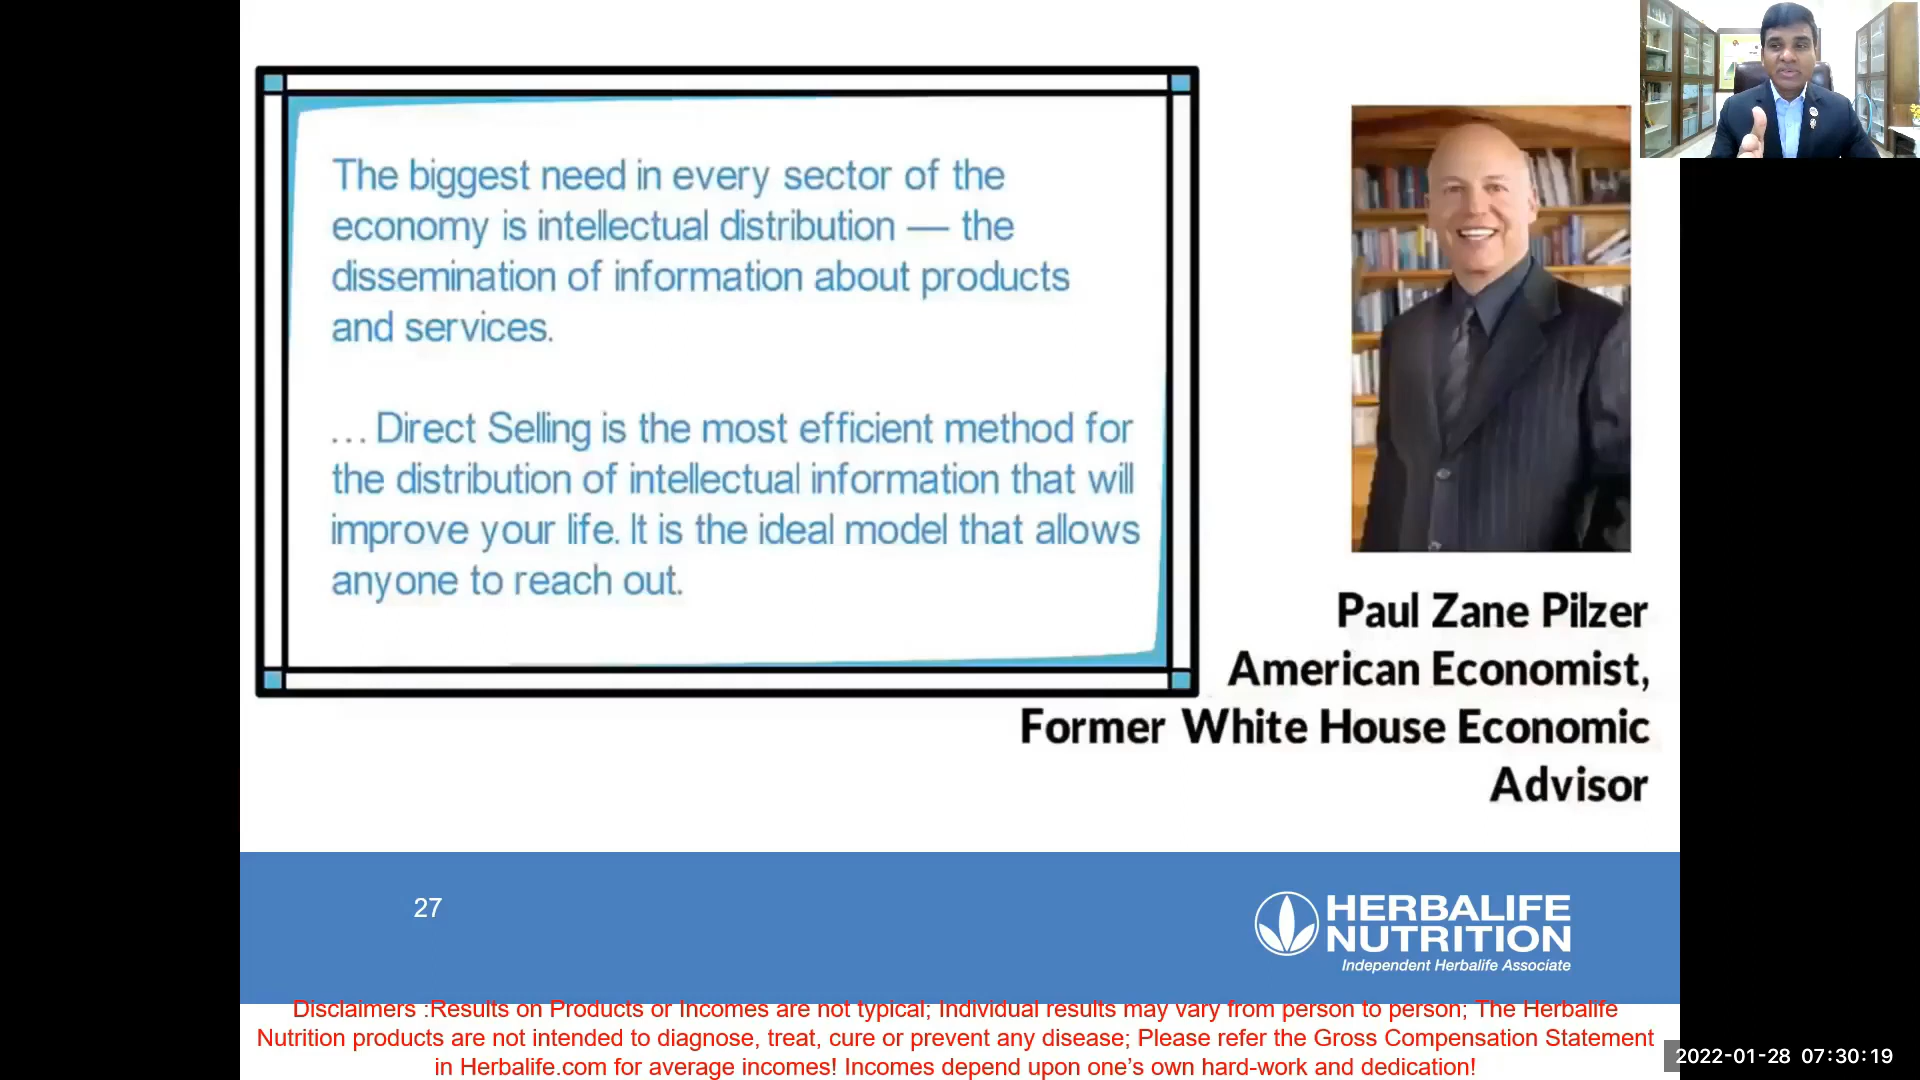 The biggest need in every sector of the
economy is intellectual distribution — the
dissemination of information about products
and services.
… Direct Selling is the most efficient method for
the distribution of intellectual information that will
improve your life. It is the ideal model that allows
anyone to reach out.
Paul Zane Pilzer
American Economist,
Former White House Economic
Advisor
27
HERBALIFE
NUTRITION
Independent Herbalife Associate
Disclaimers :Results on Products or Incomes are not typical; Individual results may vary from person to person; The Herbalife
Nutrition products are not intended to diagnose, treat, cure or prevent any disease; Please refer the Gross Compensation Statement
in Herbalife.com for average incomes! Incomes depend upon one’s own hard-work and dedication!
2022-01-28 07:30:19